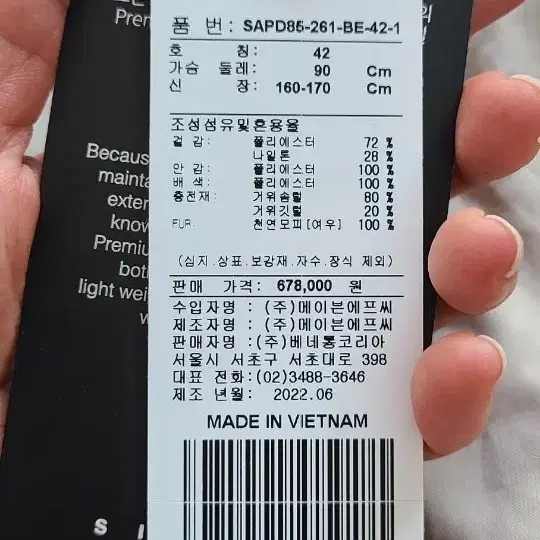 Prem
품 번: SAPD85-261-BE-42-1
호 칭: 42
가슴 둘레: 90 Cm
신 장: 160-170 Cm
조성섬유및혼용율
겉 감: 폴리에스터 72 %
나일론 28 %
안 감: 폴리에스터 100 %
배 색: 폴리에스터 100 %
충전재: 거위솜털 80 %
거위깃털 20 %
FUR: 천연모피[여우] 100 %
(심지.상표.보강재.자수.장식 제외)
판매 가격: 678,000 원
수입자명 : (주)메이븐에프씨
제조자명 : (주)메이븐에프씨
판매자명 : (주)베네통코리아
서울시 서초구 서초대로 398
대표 전화:(02)3488-3646
제조 년월: 2022.06
MADE IN VIETNAM
Becaus
mainta
exter
know
Premiu
both
light wei
w
S I